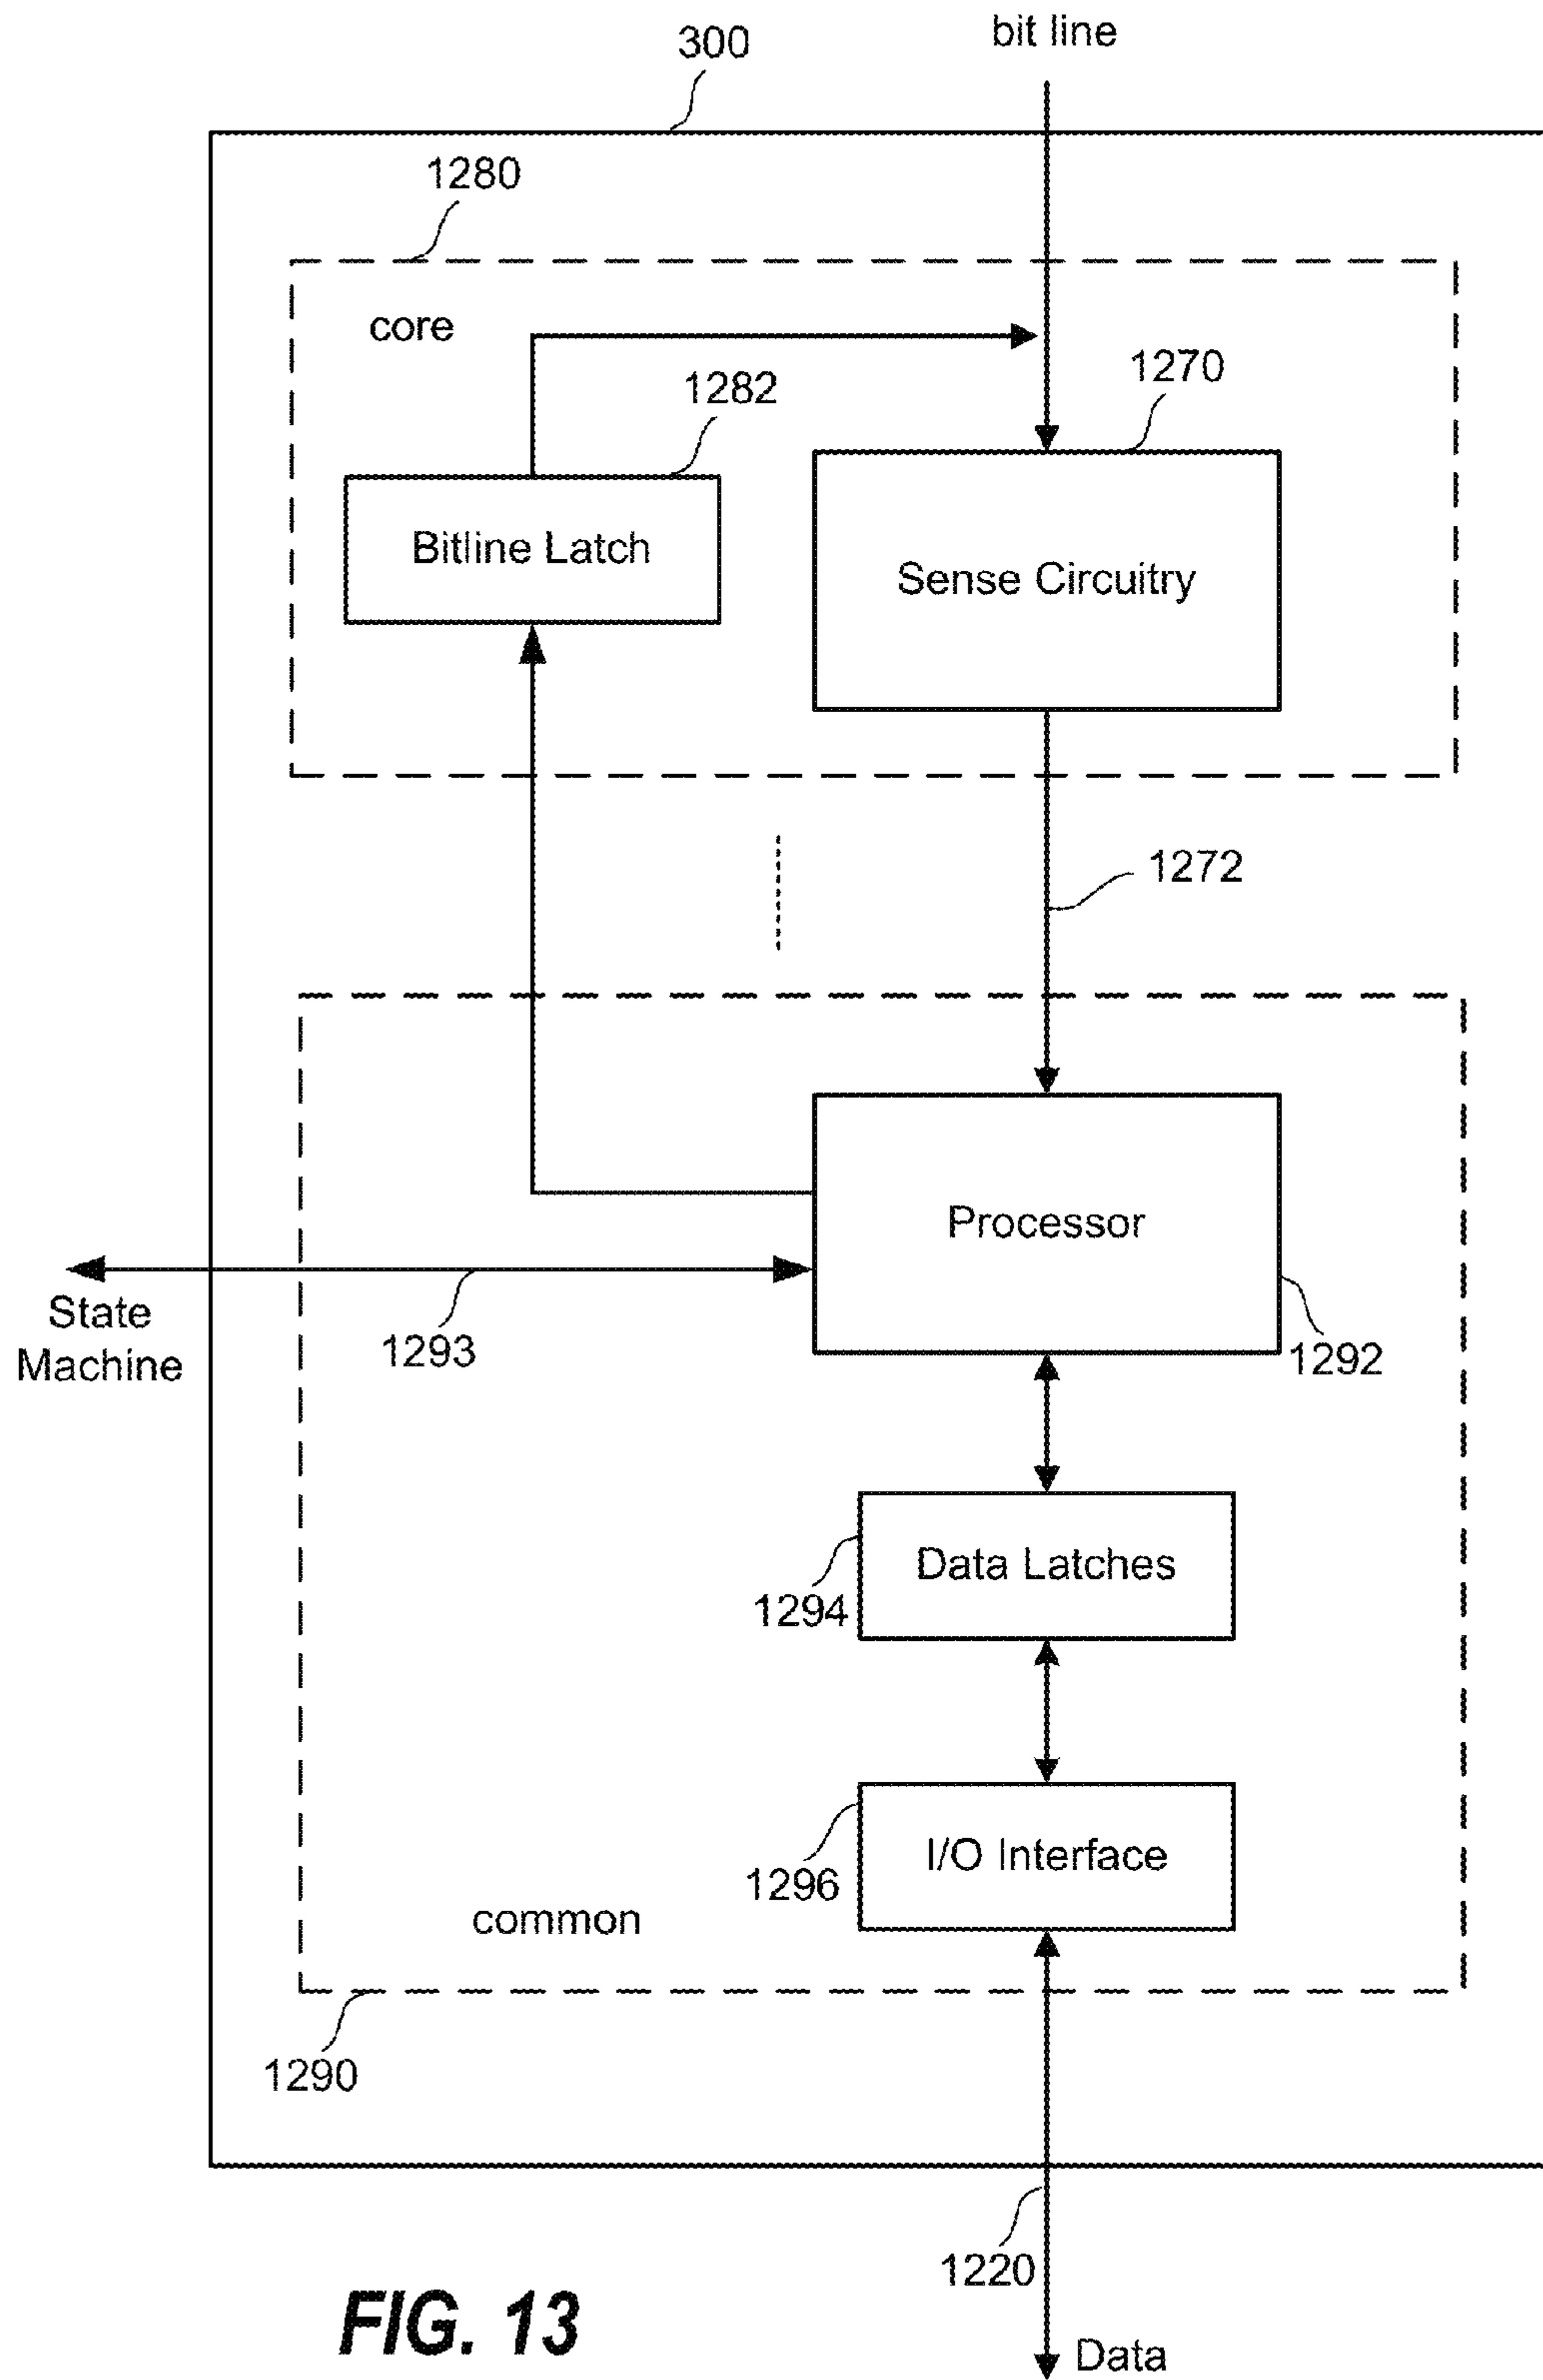 bit line
300
1280
core
1270
1282
Bitline Latch
Sense Circuitry
1272
Processor
State
Machine
1293
1292
Data Latches
1294
I/O Interface
1296
common
1290
1220
FIG. 13
Data